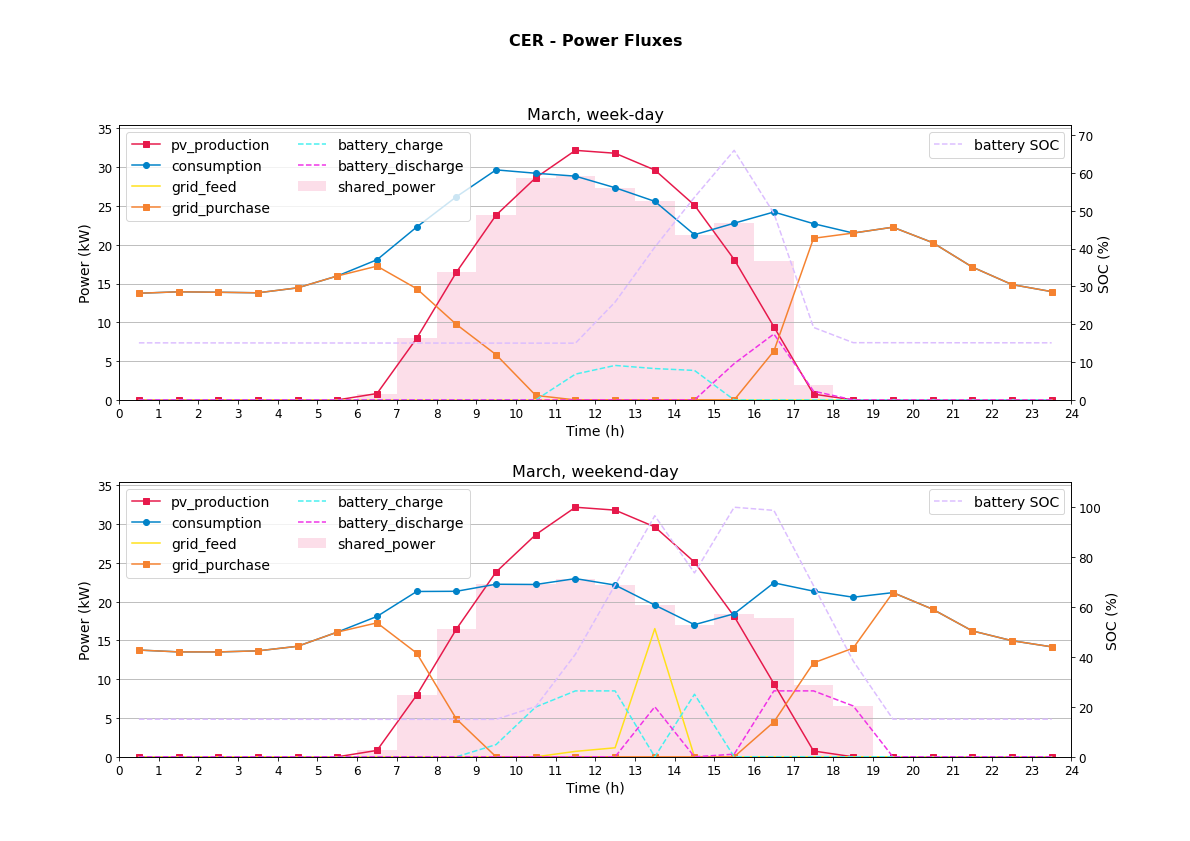 CER - Power Fluxes
March, week-day
pv_production
consumption
grid_feed
grid_purchase
battery_charge
battery_discharge
shared_power
battery SOC
Power (kW)
35
30
25
20
15
10
5
0
SOC (%)
70
60
50
40
30
20
10
0
0 1 2 3 4 5 6 7 8 9 10 11 12 13 14 15 16 17 18 19 20 21 22 23 24
Time (h)
March, weekend-day
pv_production
consumption
grid_feed
grid_purchase
battery_charge
battery_discharge
shared_power
battery SOC
Power (kW)
35
30
25
20
15
10
5
0
SOC (%)
100
80
60
40
20
0
0 1 2 3 4 5 6 7 8 9 10 11 12 13 14 15 16 17 18 19 20 21 22 23 24
Time (h)